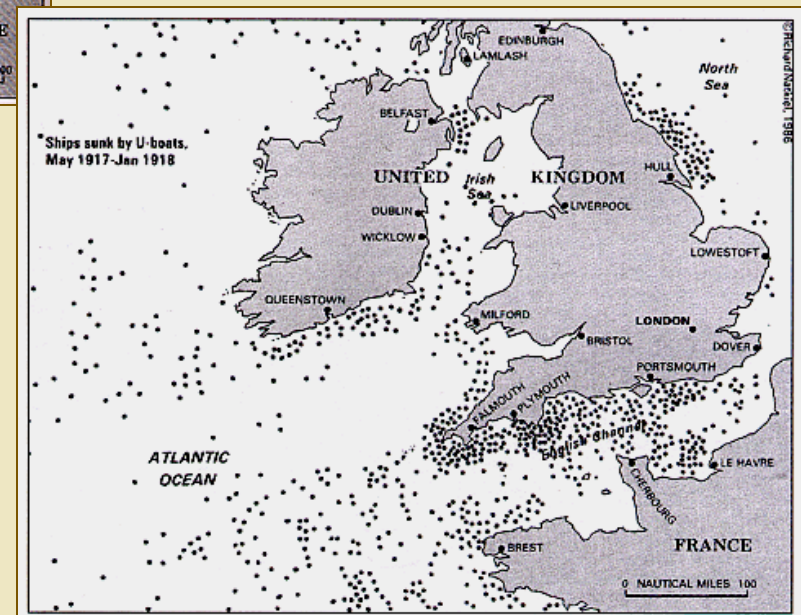 EDINBURGH
LAMLASH
North
Sea
©Richard Natkiel, 1986
BELFAST
Ships sunk by U-boats,
May 1917-Jan 1918
HULL
UNITED
KINGDOM
Irish
Sea
DUBLIN
LIVERPOOL
WICKLOW
LOWESTOFT
QUEENSTOWN
MILFORD
LONDON
BRISTOL
DOVER
PORTSMOUTH
FALMOUTH
PLYMOUTH
English Channel
ATLANTIC
OCEAN
LE HAVRE
CHERBOURG
BREST
FRANCE
0 NAUTICAL MILES 100